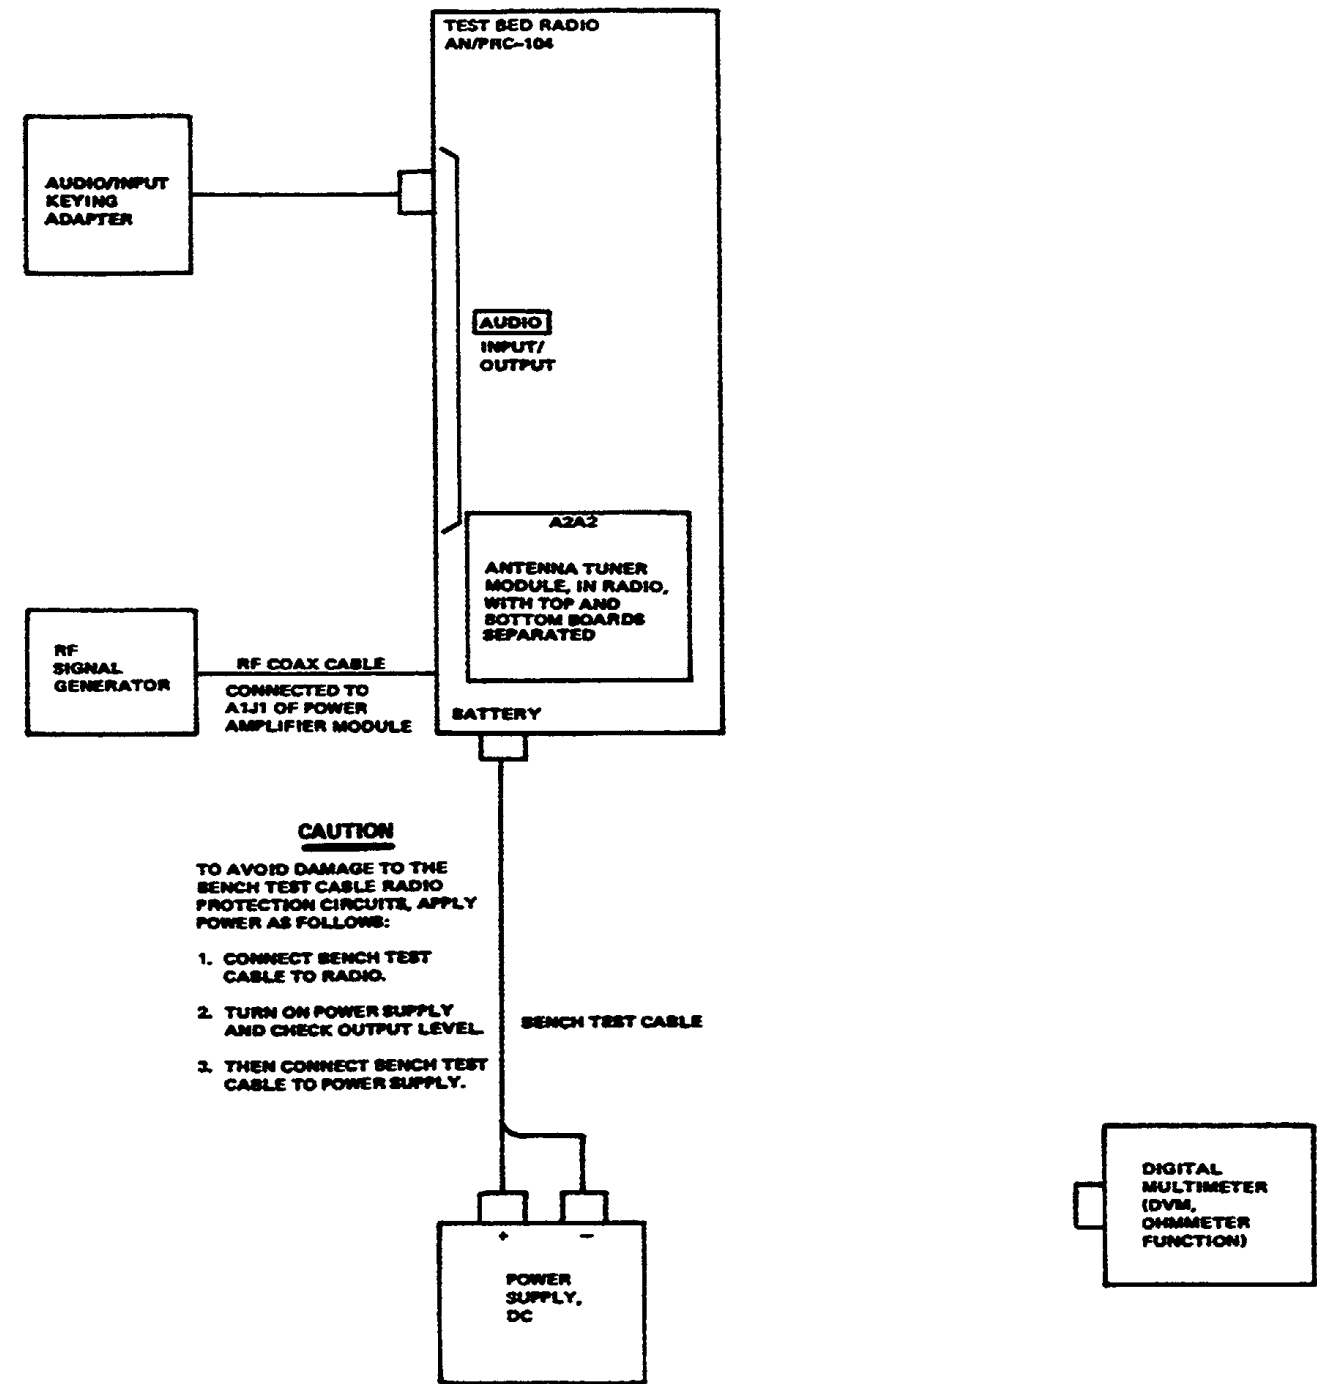 TEST BED RADIO
AN/PRC-104
AUDIO/INPUT
KEYING
ADAPTER
AUDIO
INPUT/
OUTPUT
A2A2
ANTENNA TUNER
MODULE, IN RADIO,
WITH TOP AND
BOTTOM BOARDS
SEPARATED
RF
SIGNAL
GENERATOR
RF COAX CABLE
CONNECTED TO
A1J1 OF POWER
AMPLIFIER MODULE
BATTERY
CAUTION
TO AVOID DAMAGE TO THE
BENCH TEST CABLE RADIO
PROTECTION CIRCUITS, APPLY
POWER AS FOLLOWS:
1. CONNECT BENCH TEST
CABLE TO RADIO.
2. TURN ON POWER SUPPLY
AND CHECK OUTPUT LEVEL.
3. THEN CONNECT BENCH TEST
CABLE TO POWER SUPPLY.
BENCH TEST CABLE
+ −
POWER
SUPPLY,
DC
DIGITAL
MULTIMETER
(DVM,
OHMMETER
FUNCTION)